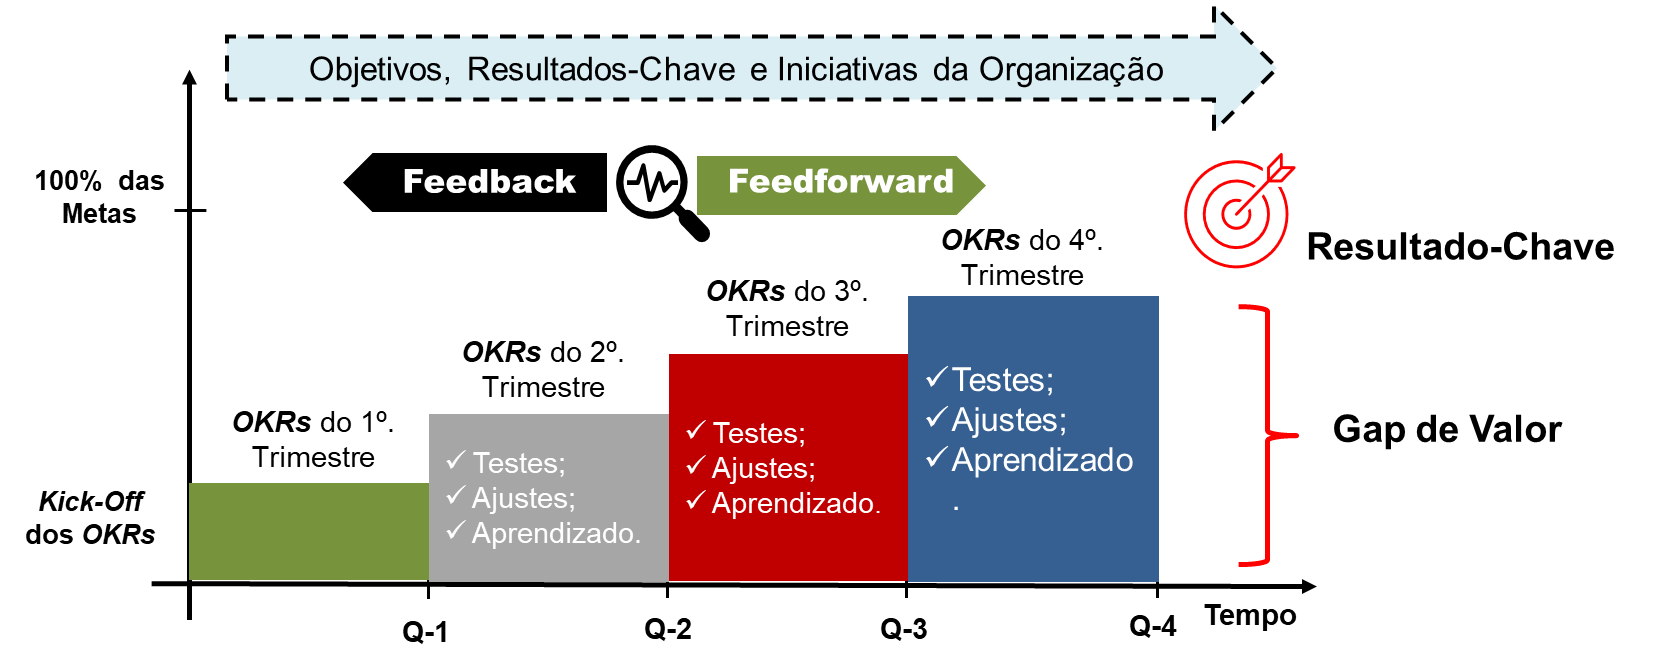 Objetivos, Resultados-Chave e Iniciativas da Organização
Feedback
Feedforward
100% das
Metas
Resultado-Chave
OKRs do 4º.
Trimestre
OKRs do 3º.
Trimestre
OKRs do 2º.
Trimestre
OKRs do 1º.
Trimestre
✓ Testes;
✓ Ajustes;
✓ Aprendizado.
✓ Testes;
✓ Ajustes;
✓ Aprendizado.
✓ Testes;
✓ Ajustes;
✓ Aprendizado
.
Gap de Valor
Kick-Off
dos OKRs
Q-1
Q-2
Q-3
Q-4
Tempo